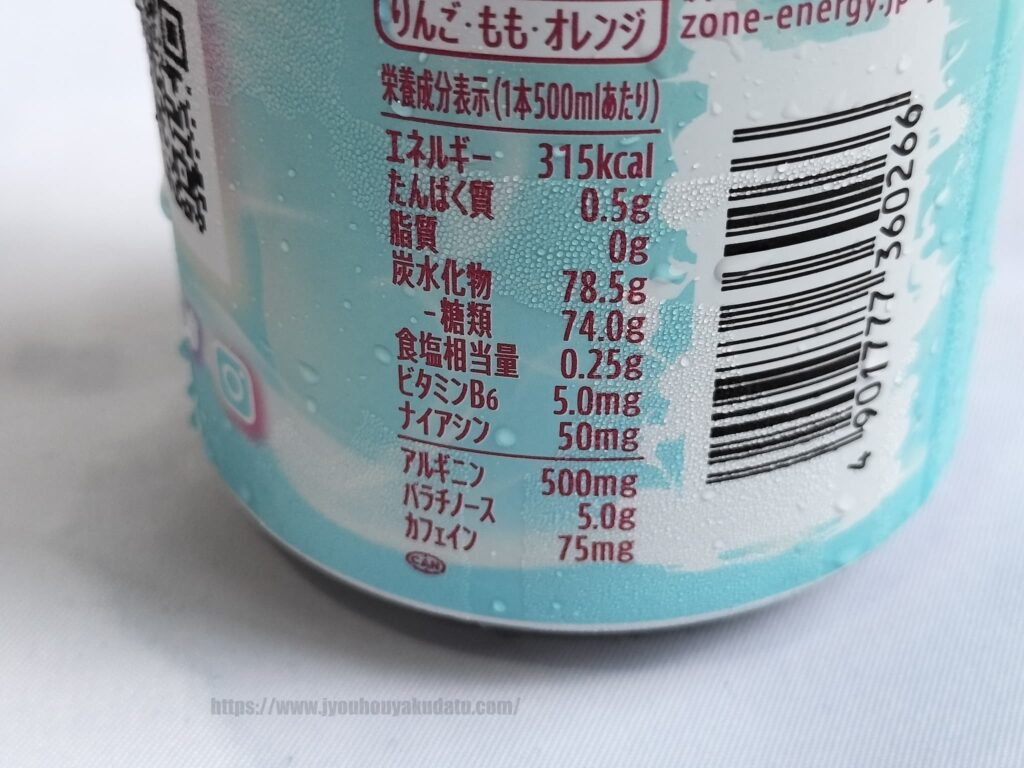 りんご・もも・オレンジ
zone-energy.jp
栄養成分表示(1本500mlあたり)
エネルギー 315kcal
たんぱく質 0.5g
脂質 0g
炭水化物 78.5g
-糖類 74.0g
食塩相当量 0.25g
ビタミンB6 5.0mg
ナイアシン 50mg
アルギニン 500mg
パラチノース 5.0g
カフェイン 75mg
CAN
4 907777 360266
https://www.jyouhouyakudatu.com/